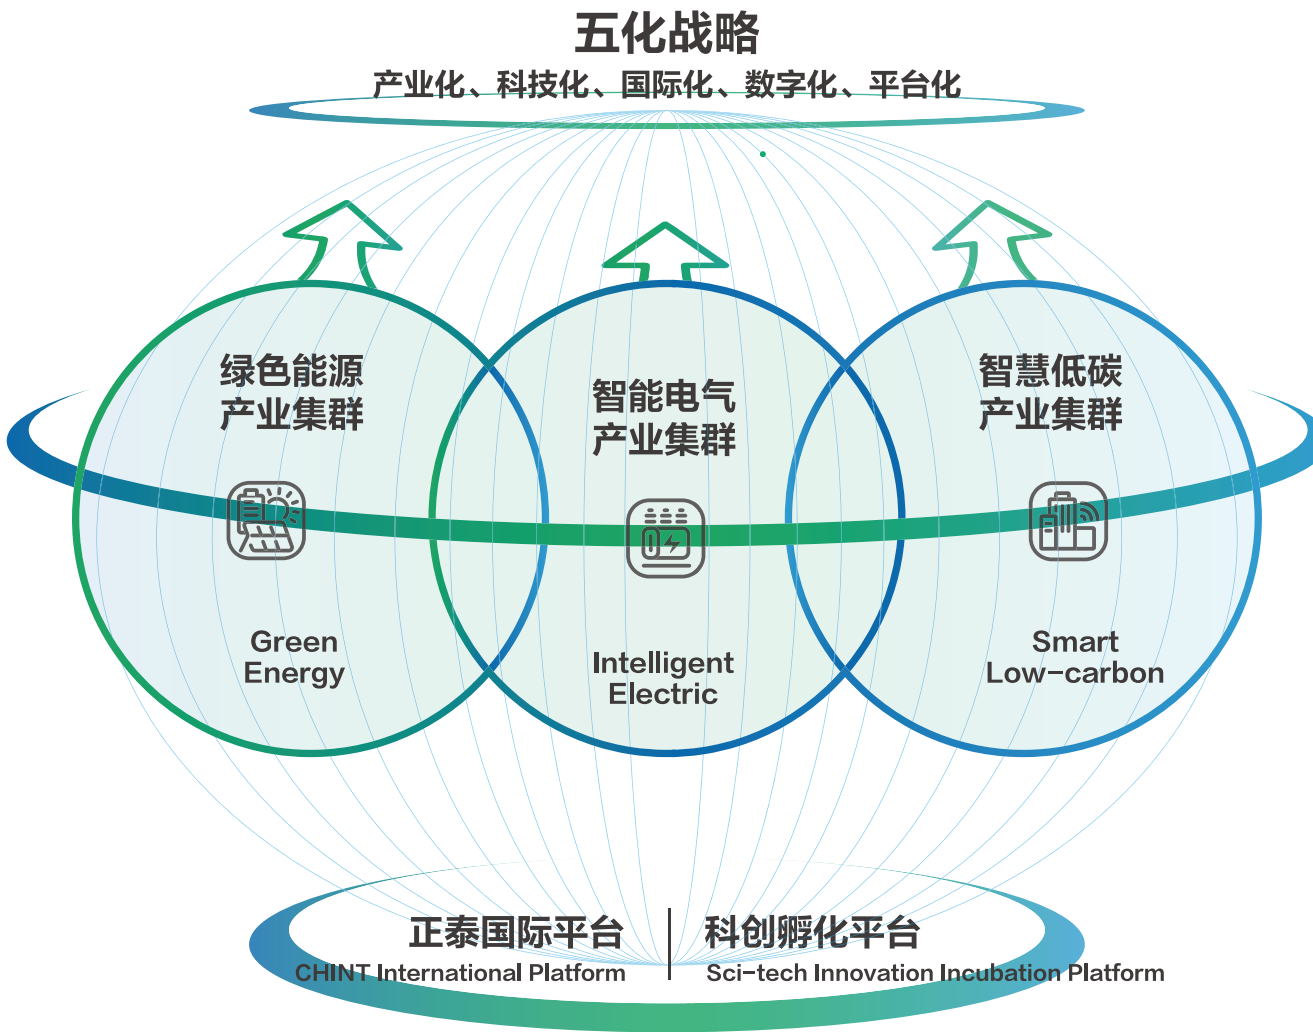 五化战略
产业化、科技化、国际化、数字化、平台化
绿色能源
产业集群
Green
Energy
智能电气
产业集群
Intelligent
Electric
智慧低碳
产业集群
Smart
Low-carbon
正泰国际平台
CHINT International Platform
科创孵化平台
Sci-tech Innovation Incubation Platform